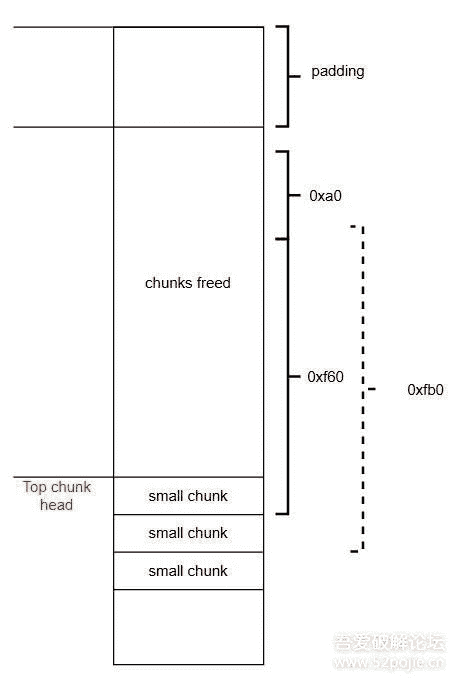 padding
0xa0
chunks freed
0xf60
0xfb0
Top chunk
head
small chunk
small chunk
small chunk
吾爱破解论坛
www.52pojie.cn